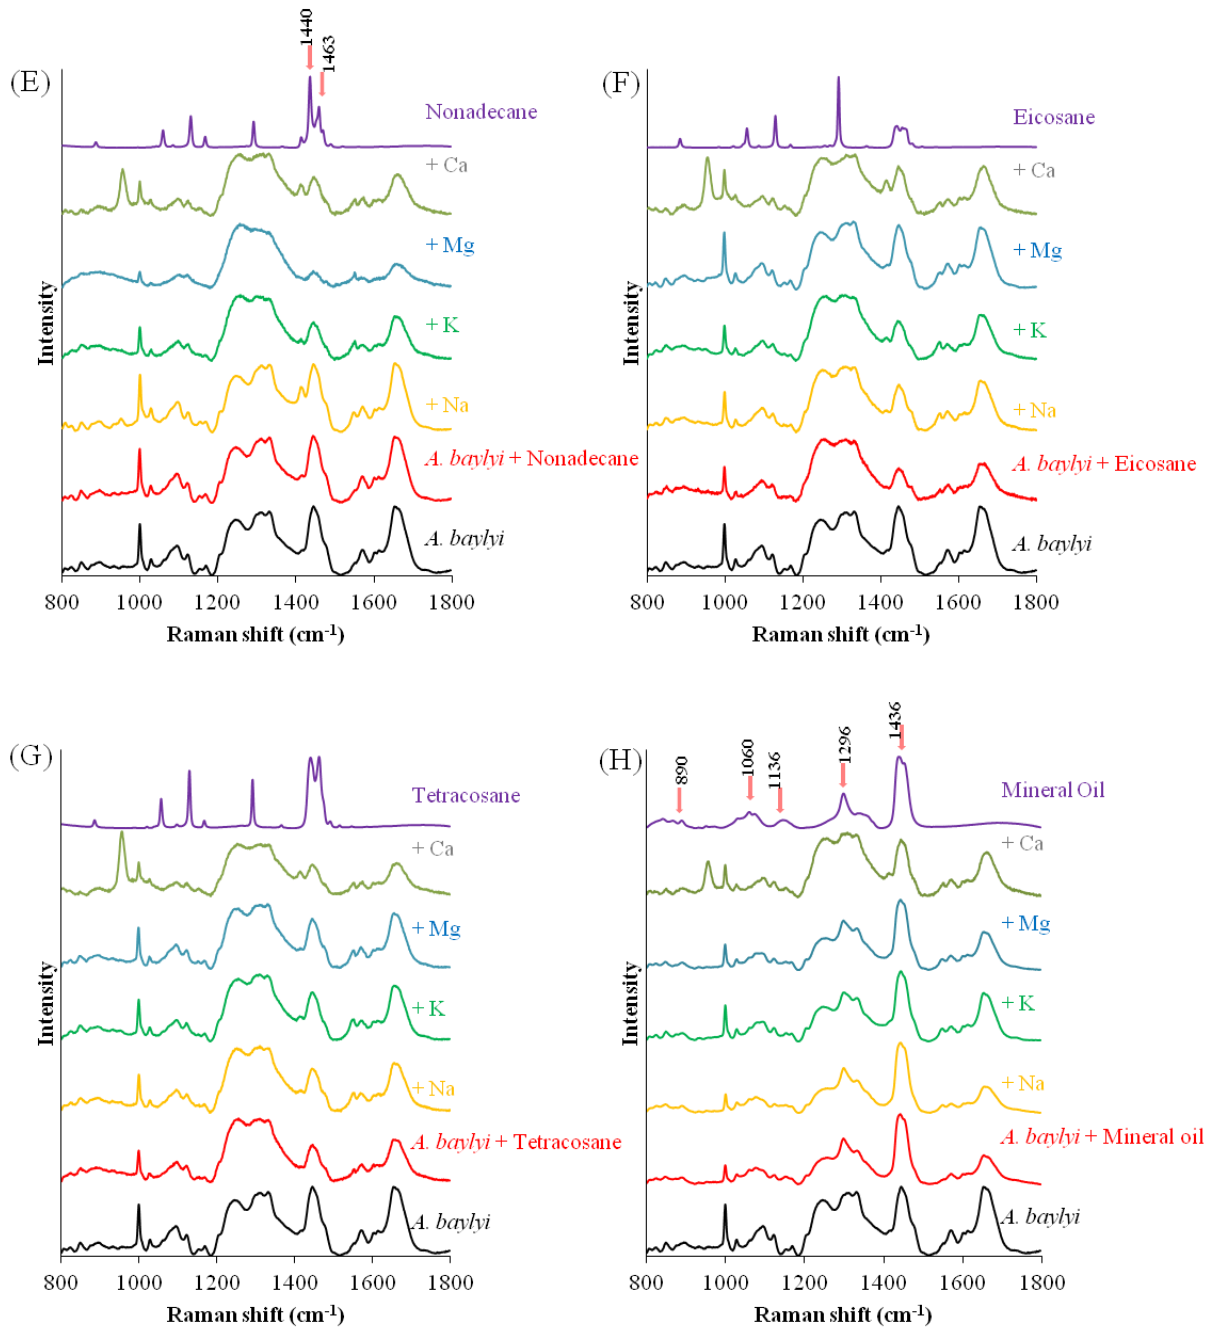 1440
1463
(E)
Nonadecane
+ Ca
+ Mg
+ K
+ Na
A. baylyi + Nonadecane
A. baylyi
Intensity
800 1000 1200 1400 1600 1800
Raman shift (cm-1)
(F)
Eicosane
+ Ca
+ Mg
+ K
+ Na
A. baylyi + Eicosane
A. baylyi
Intensity
800 1000 1200 1400 1600 1800
Raman shift (cm-1)
(G)
Tetracosane
+ Ca
+ Mg
+ K
+ Na
A. baylyi + Tetracosane
A. baylyi
Intensity
800 1000 1200 1400 1600 1800
Raman shift (cm-1)
890
1060
1136
1296
1436
(H)
Mineral Oil
+ Ca
+ Mg
+ K
+ Na
A. baylyi + Mineral oil
A. baylyi
Intensity
800 1000 1200 1400 1600 1800
Raman shift (cm-1)